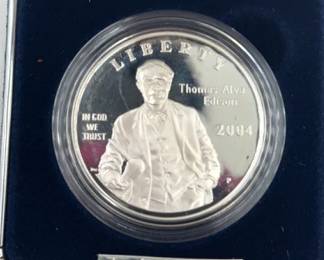 LIBERTY
Thomas Alva
Edison
IN GOD
WE
TRUST
2004
P